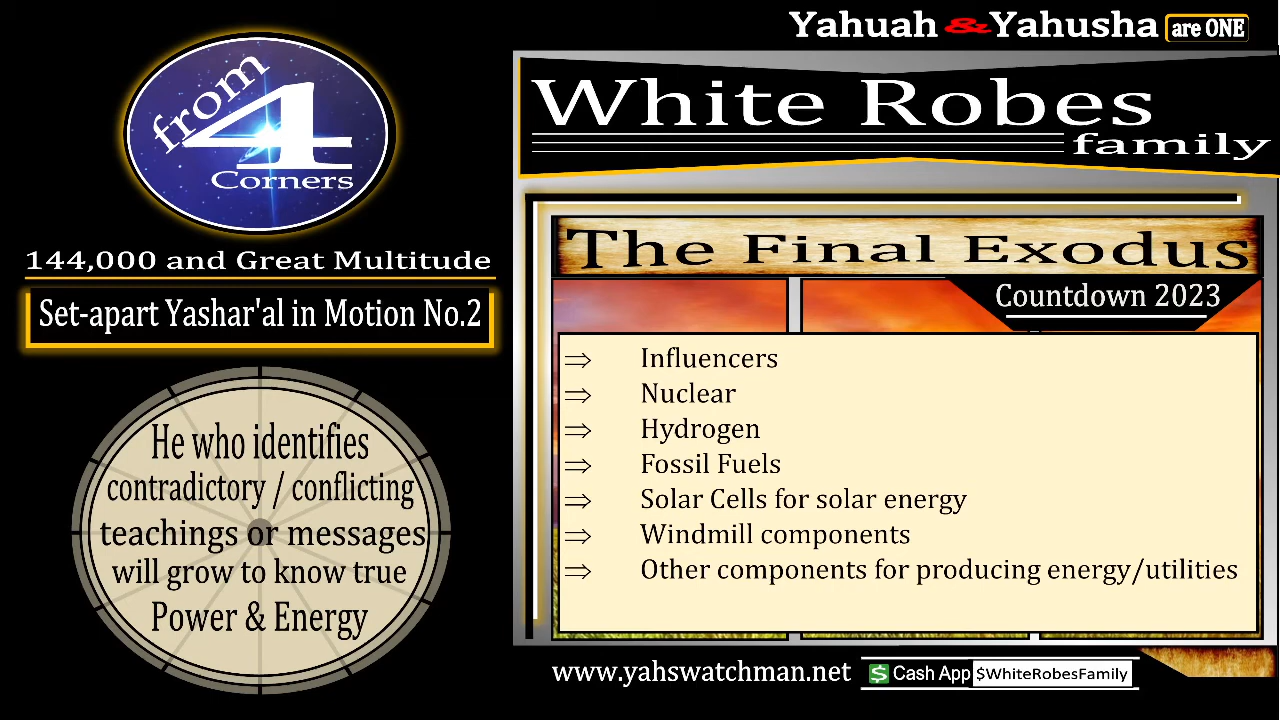 from
4
Corners
144,000 and Great Multitude
Set-apart Yashar'al in Motion No.2
He who identifies
contradictory / conflicting
teachings or messages
will grow to know true
Power & Energy
Yahuah & Yahusha are ONE
White Robes
family
The Final Exodus
Countdown 2023
⇒ Influencers
⇒ Nuclear
⇒ Hydrogen
⇒ Fossil Fuels
⇒ Solar Cells for solar energy
⇒ Windmill components
⇒ Other components for producing energy/utilities
www.yahswatchman.net $ Cash App $WhiteRobesFamily